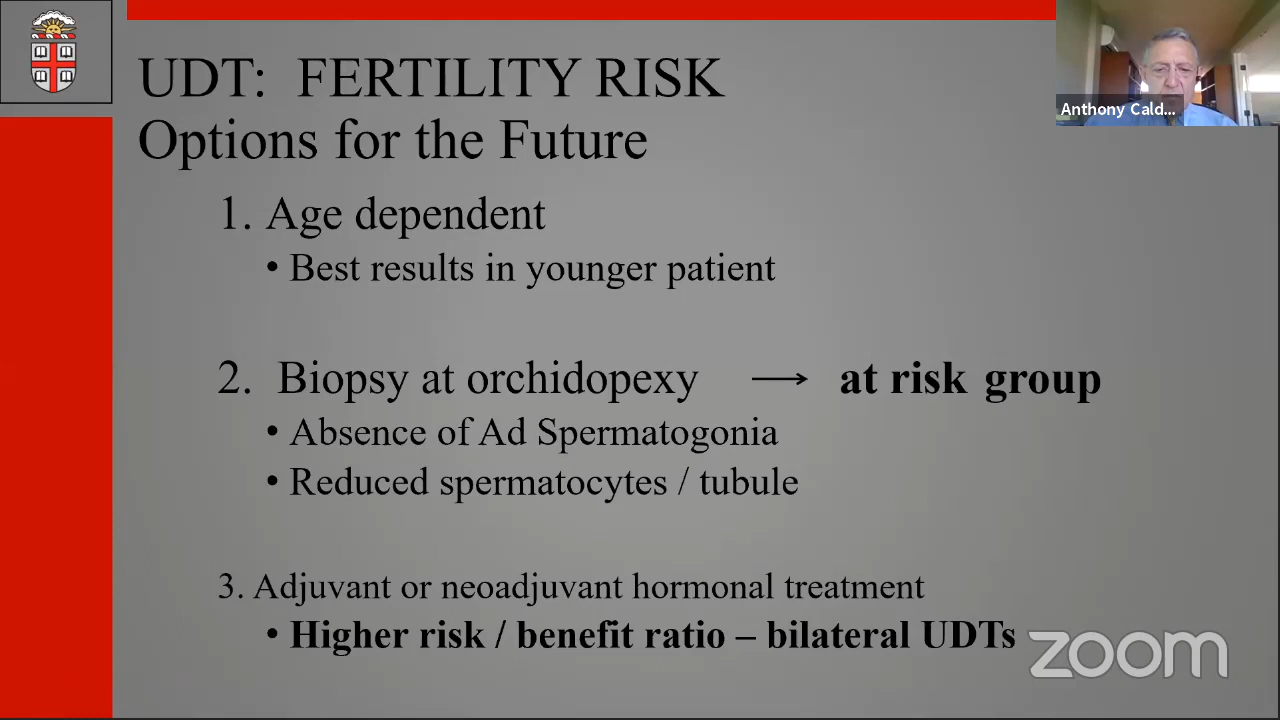 UDT: FERTILITY RISK
Options for the Future
1. Age dependent
• Best results in younger patient
2. Biopsy at orchidopexy → at risk group
• Absence of Ad Spermatogonia
• Reduced spermatocytes / tubule
3. Adjuvant or neoadjuvant hormonal treatment
• Higher risk / benefit ratio – bilateral UDTs
Anthony Cald...
zoom